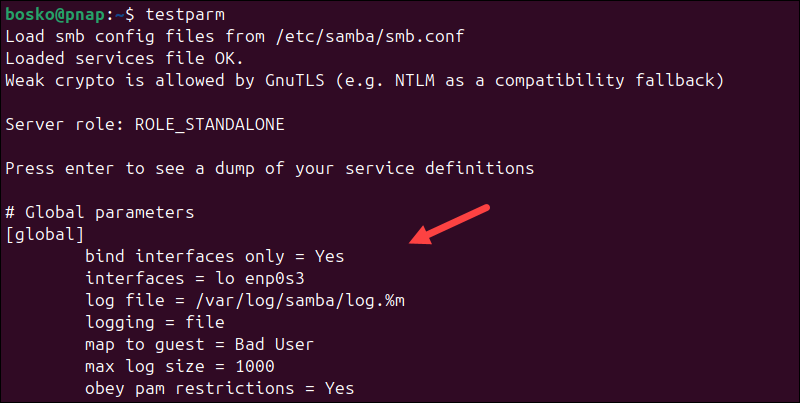 bosko@pnap:~$ testparm
Load smb config files from /etc/samba/smb.conf
Loaded services file OK.
Weak crypto is allowed by GnuTLS (e.g. NTLM as a compatibility fallback)
Server role: ROLE_STANDALONE
Press enter to see a dump of your service definitions
# Global parameters
[global]
bind interfaces only = Yes
interfaces = lo enp0s3
log file = /var/log/samba/log.%m
logging = file
map to guest = Bad User
max log size = 1000
obey pam restrictions = Yes